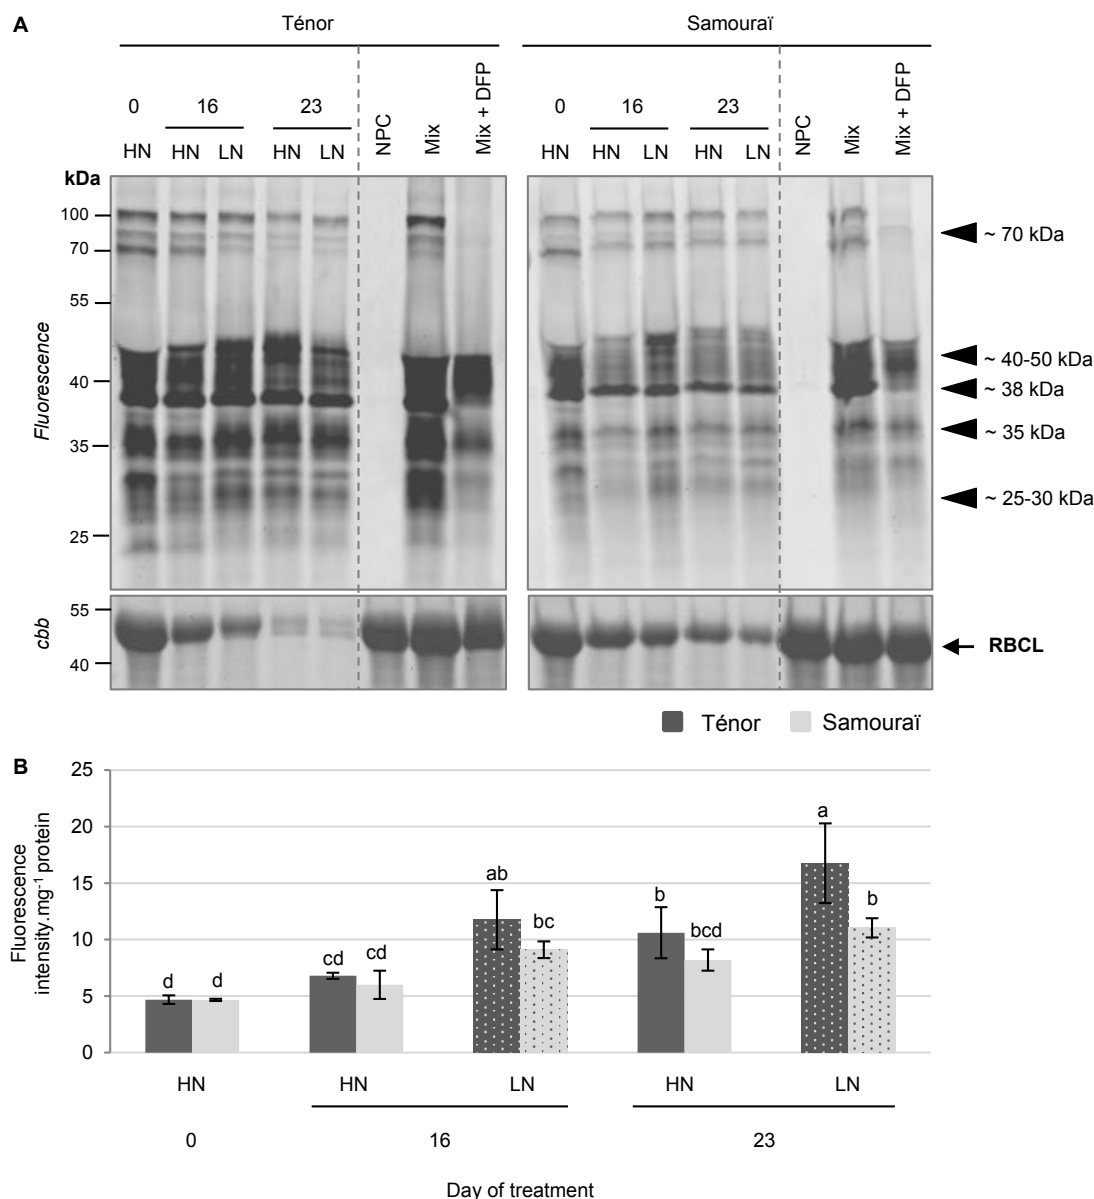 A
Ténor
Samouraï
0 16 23 NPC Mix Mix + DFP
HN HN LN HN LN
0 16 23 NPC Mix Mix + DFP
HN HN LN HN LN
kDa
100
70
55
40
35
25
Fluorescence
~ 70 kDa
~ 40-50 kDa
~ 38 kDa
~ 35 kDa
~ 25-30 kDa
cbb
55
40
RBCL
Ténor Samouraï
B
Fluorescence
intensity.mg⁻¹ protein
25
20
15
10
5
0
d d cd cd ab bc b bcd a b
HN HN LN HN LN
0 16 23
Day of treatment